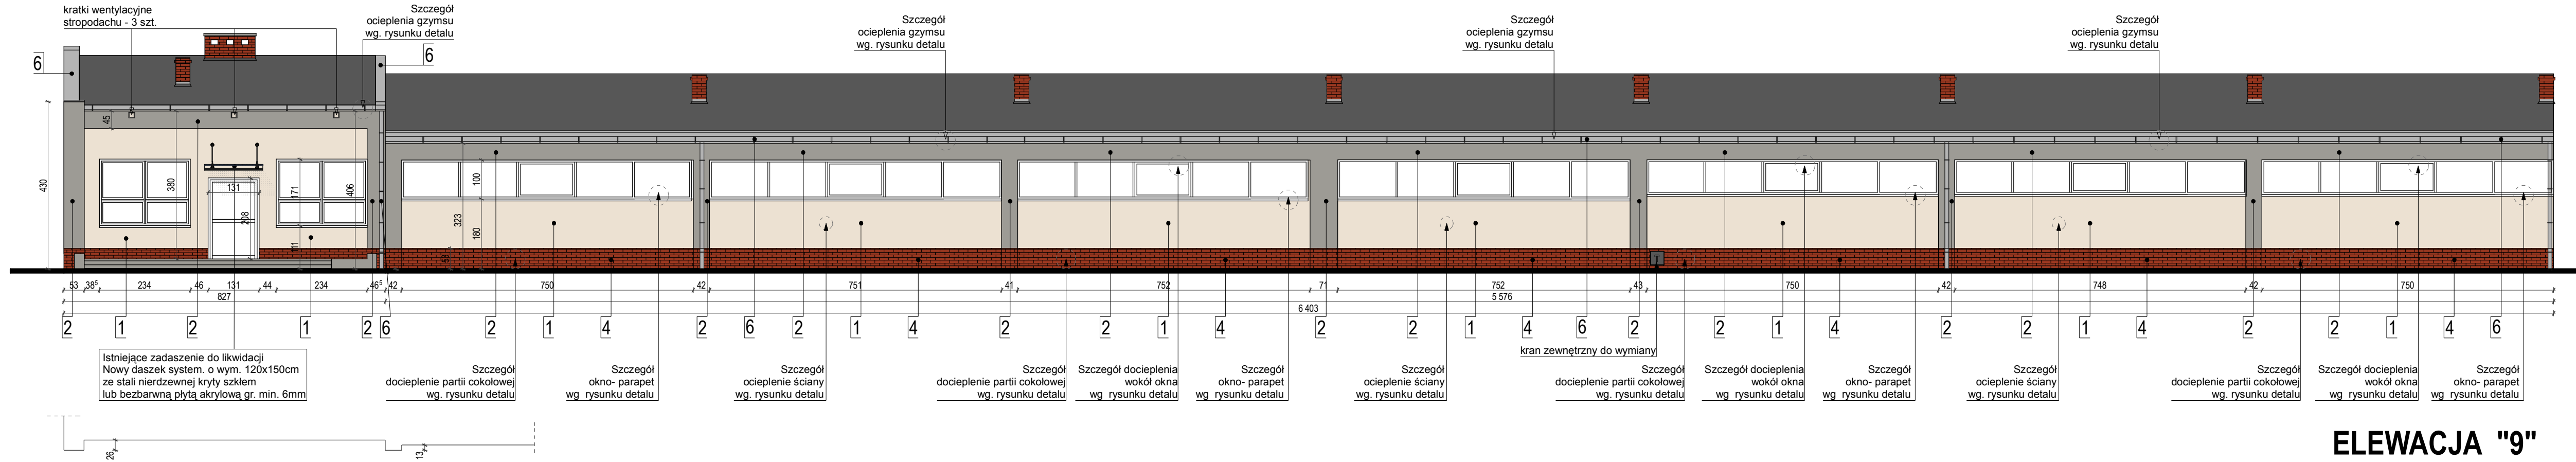 kratki wentylacyjne
stropodachu - 3 szt.
Szczegół
ocieplenia gzymsu
wg. rysunku detalu
Szczegół
ocieplenia gzymsu
wg. rysunku detalu
Szczegół
ocieplenia gzymsu
wg. rysunku detalu
Szczegół
ocieplenia gzymsu
wg. rysunku detalu
6
6
45
430
380
131
208
171
406
323
100
180
53
53 38⁵ 234 46 131 44 234 46⁵ 42 750 42 751 41 752 71 752 43 750 42 748 42 750
827
5 576
6 403
2 1 2 1 2 6 2 1 4 2 6 2 1 4 2 2 1 4 2 2 1 4 6 2 2 1 4 2 2 1 4 2 2 1 4 6
kran zewnętrzny do wymiany
Istniejące zadaszenie do likwidacji
Nowy daszek system. o wym. 120x150cm
ze stali nierdzewnej kryty szkłem
lub bezbarwną płytą akrylową gr. min. 6mm
Szczegół
docieplenie partii cokołowej
wg. rysunku detalu
Szczegół
okno- parapet
wg rysunku detalu
Szczegół
ocieplenie ściany
wg. rysunku detalu
Szczegół
docieplenie partii cokołowej
wg. rysunku detalu
Szczegół docieplenia
wokół okna
wg rysunku detalu
Szczegół
okno- parapet
wg rysunku detalu
Szczegół
ocieplenie ściany
wg. rysunku detalu
Szczegół
docieplenie partii cokołowej
wg. rysunku detalu
Szczegół docieplenia
wokół okna
wg rysunku detalu
Szczegół
okno- parapet
wg rysunku detalu
Szczegół
ocieplenie ściany
wg. rysunku detalu
Szczegół
docieplenie partii cokołowej
wg. rysunku detalu
Szczegół docieplenia
wokół okna
wg rysunku detalu
Szczegół
okno- parapet
wg rysunku detalu
26
13
ELEWACJA "9"